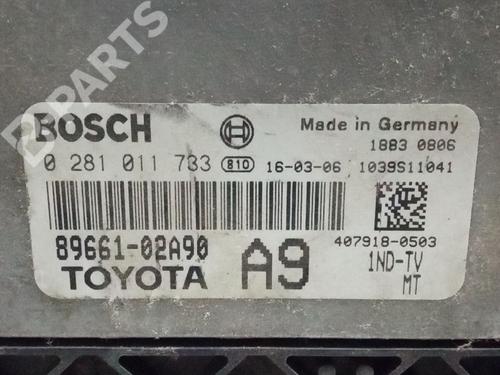 B-PARTS
BOSCH
Made in Germany
1883 0806
0 281 011 733 810 16-03-06 1039S11041
407918-0503
89661-02A90
TOYOTA
A9
1ND-TV
MT